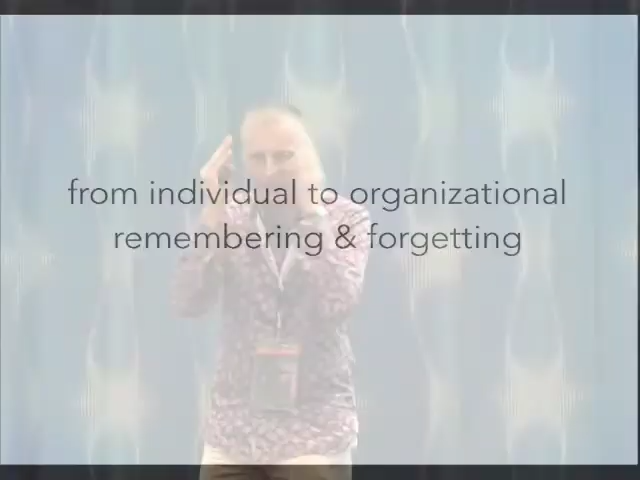 from individual to organizational
remembering & forgetting